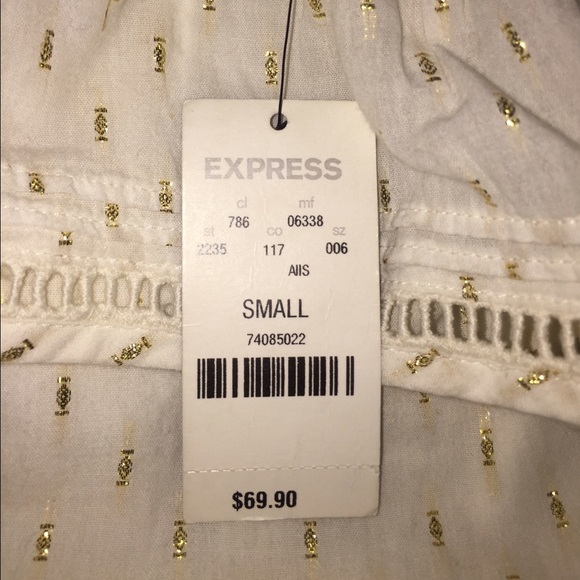 EXPRESS
cl mf
786 06338
st co sz
2235 117 006
AIIS
SMALL
74085022
$69.90